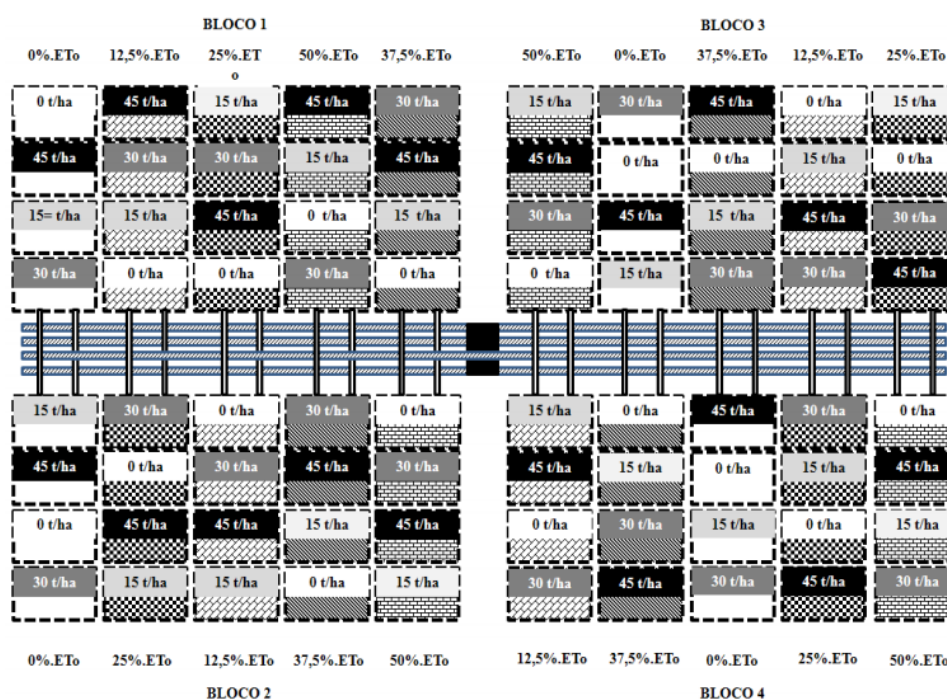 BLOCO 1
BLOCO 3
0%.ETo 12,5%.ETo 25%.ET
o 50%.ETo 37,5%.ETo 50%.ETo 0%.ETo 37,5%.ETo 12,5%.ETo 25%.ETo
0 t/ha 45 t/ha 15 t/ha 45 t/ha 30 t/ha 15 t/ha 30 t/ha 45 t/ha 0 t/ha 15 t/ha
45 t/ha 30 t/ha 30 t/ha 15 t/ha 45 t/ha 45 t/ha 0 t/ha 0 t/ha 15 t/ha 0 t/ha
15= t/ha 15 t/ha 45 t/ha 0 t/ha 15 t/ha 30 t/ha 45 t/ha 15 t/ha 45 t/ha 30 t/ha
30 t/ha 0 t/ha 0 t/ha 30 t/ha 0 t/ha 0 t/ha 15 t/ha 30 t/ha 30 t/ha 45 t/ha
15 t/ha 30 t/ha 0 t/ha 30 t/ha 0 t/ha 15 t/ha 0 t/ha 45 t/ha 30 t/ha 0 t/ha
45 t/ha 0 t/ha 30 t/ha 45 t/ha 30 t/ha 45 t/ha 15 t/ha 0 t/ha 15 t/ha 45 t/ha
0 t/ha 45 t/ha 45 t/ha 15 t/ha 45 t/ha 0 t/ha 30 t/ha 15 t/ha 0 t/ha 15 t/ha
30 t/ha 15 t/ha 15 t/ha 0 t/ha 15 t/ha 30 t/ha 45 t/ha 30 t/ha 45 t/ha 30 t/ha
0%.ETo 25%.ETo 12,5%.ETo 37,5%.ETo 50%.ETo 12,5%.ETo 37,5%.ETo 0%.ETo 25%.ETo 50%.ETo
BLOCO 2
BLOCO 4